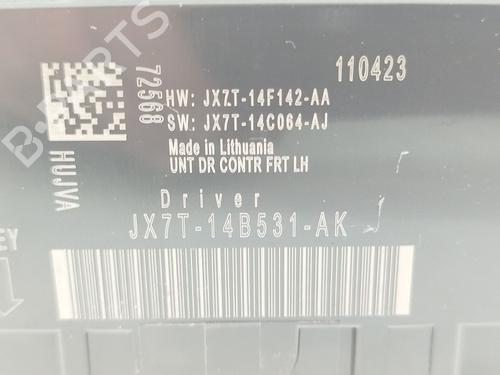 B-PARTS
72568
110423
HW: JX7T-14F142-AA
SW: JX7T-14C064-AJ
Made in Lithuania
UNT DR CONTR FRT LH
HUJVA
Driver
JX7T-14B531-AK
EY